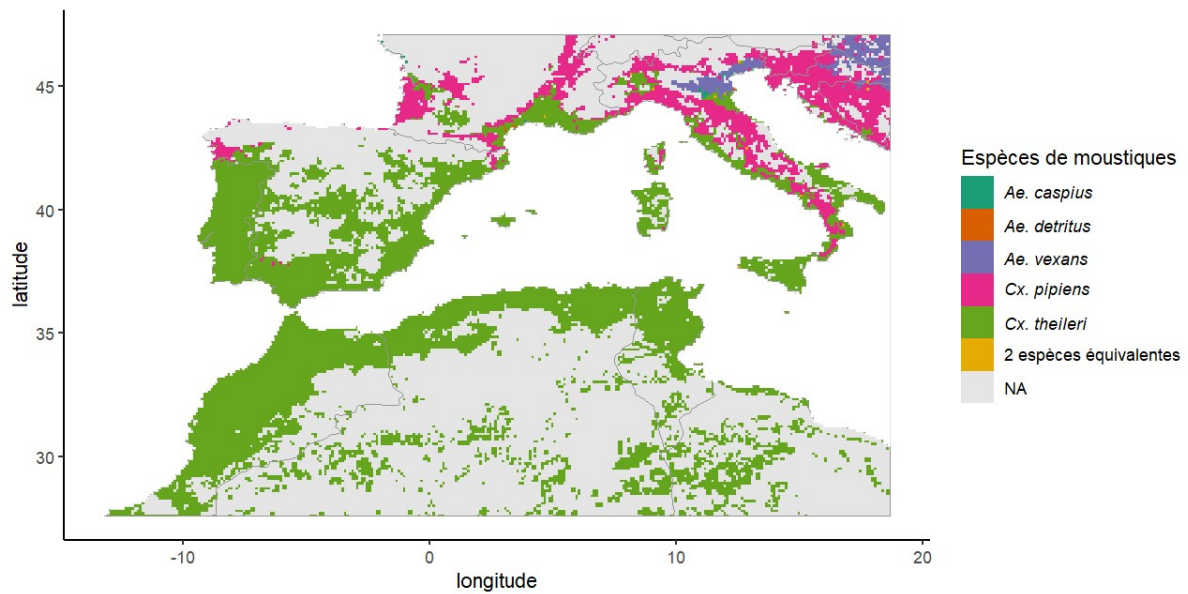 45
40
35
30
latitude
-10
0
10
20
longitude
Espèces de moustiques
Ae. caspius
Ae. detritus
Ae. vexans
Cx. pipiens
Cx. theileri
2 espèces équivalentes
NA